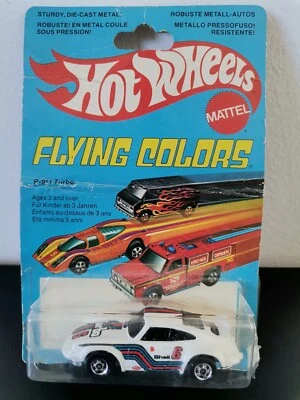 STURDY, DIE-CAST METAL.
ROBUSTE! EN METAL COULE
SOUS PRESSION!
ROBUSTE METALL-AUTOS
METALLO PRESSOFUSO!
RESISTENTE!
Hot Wheels
MATTEL
FLYING COLORS
P-911 Turbo
Ages 3 and over
Für Kinder ab 3 Jahren
Enfants au-dessus de 3 ans
Età minima 3 anni
Shell
6